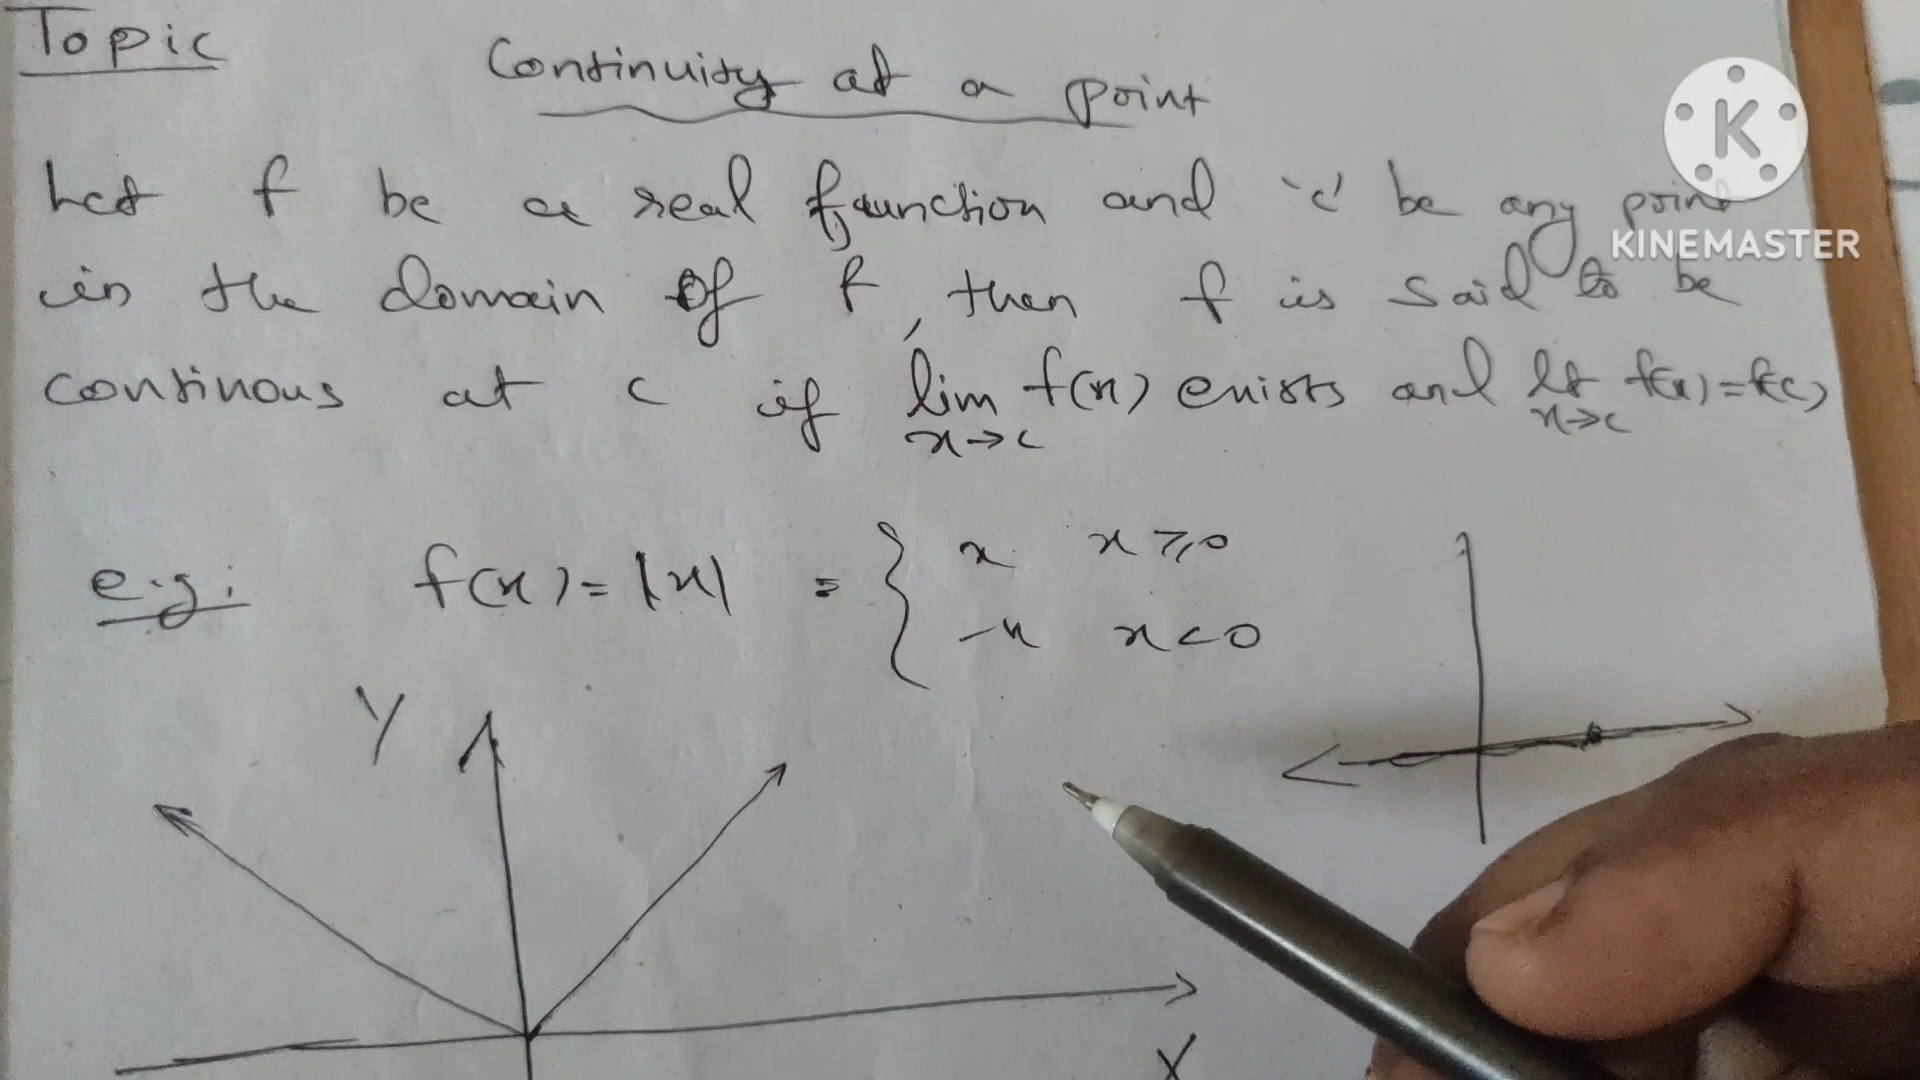 Topic
Continuity at a point
Let f be a real function and 'c' be any point
in the domain of f, then f is said to be
continous at c if lim f(x) exists and lt f(x) = f(c)
x→c x→c
e.g: f(x) = |x| = { x x ≥ 0
-x x < 0
Y
X
K
KINEMASTER